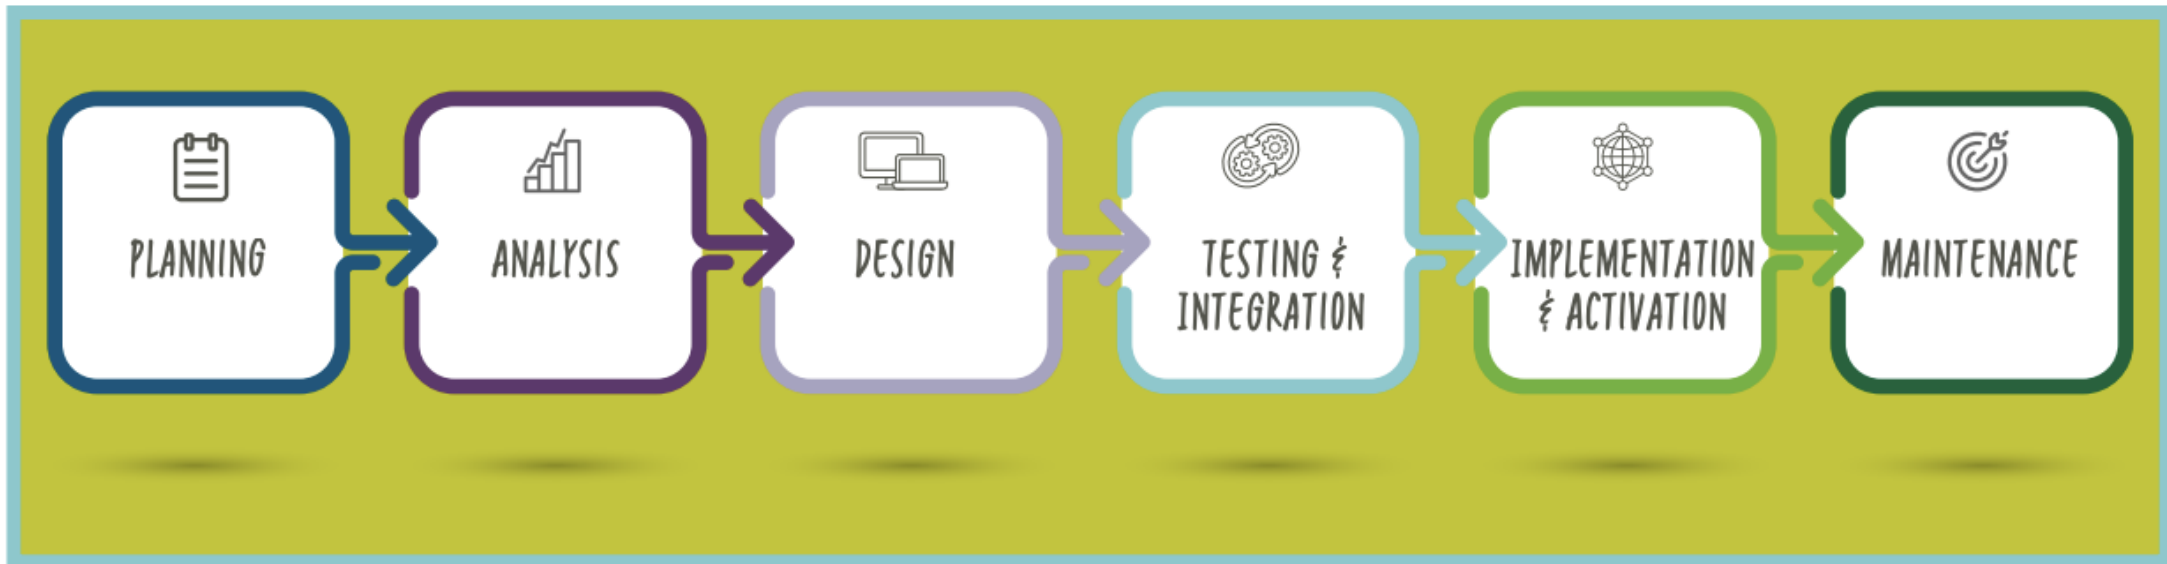 PLANNING
ANALYSIS
DESIGN
TESTING &
INTEGRATION
IMPLEMENTATION
& ACTIVATION
MAINTENANCE